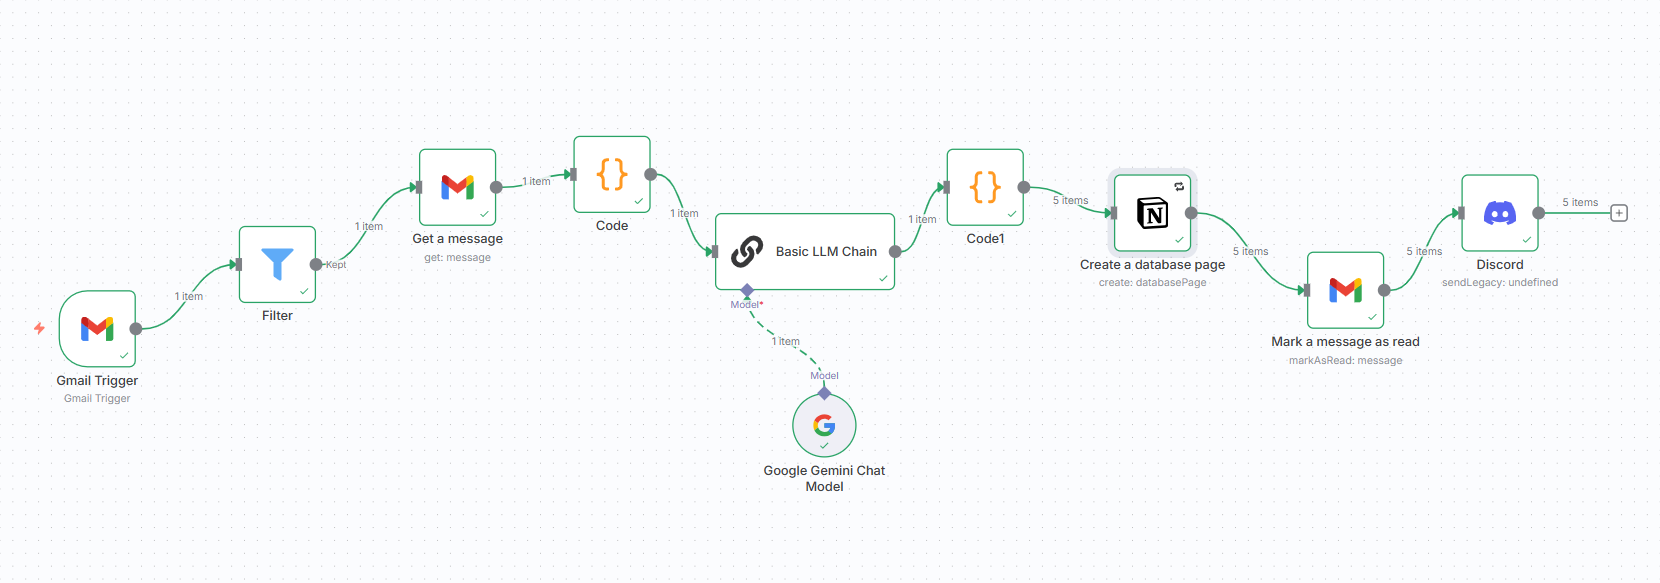 Gmail Trigger
Gmail Trigger
1 item
Filter
Kept
1 item
Get a message
get: message
1 item
Code
1 item
Basic LLM Chain
Model*
1 item
Model
Google Gemini Chat
Model
1 item
Code1
5 items
N
Create a database page
create: databasePage
5 items
Mark a message as read
markAsRead: message
5 items
Discord
sendLegacy: undefined
5 items